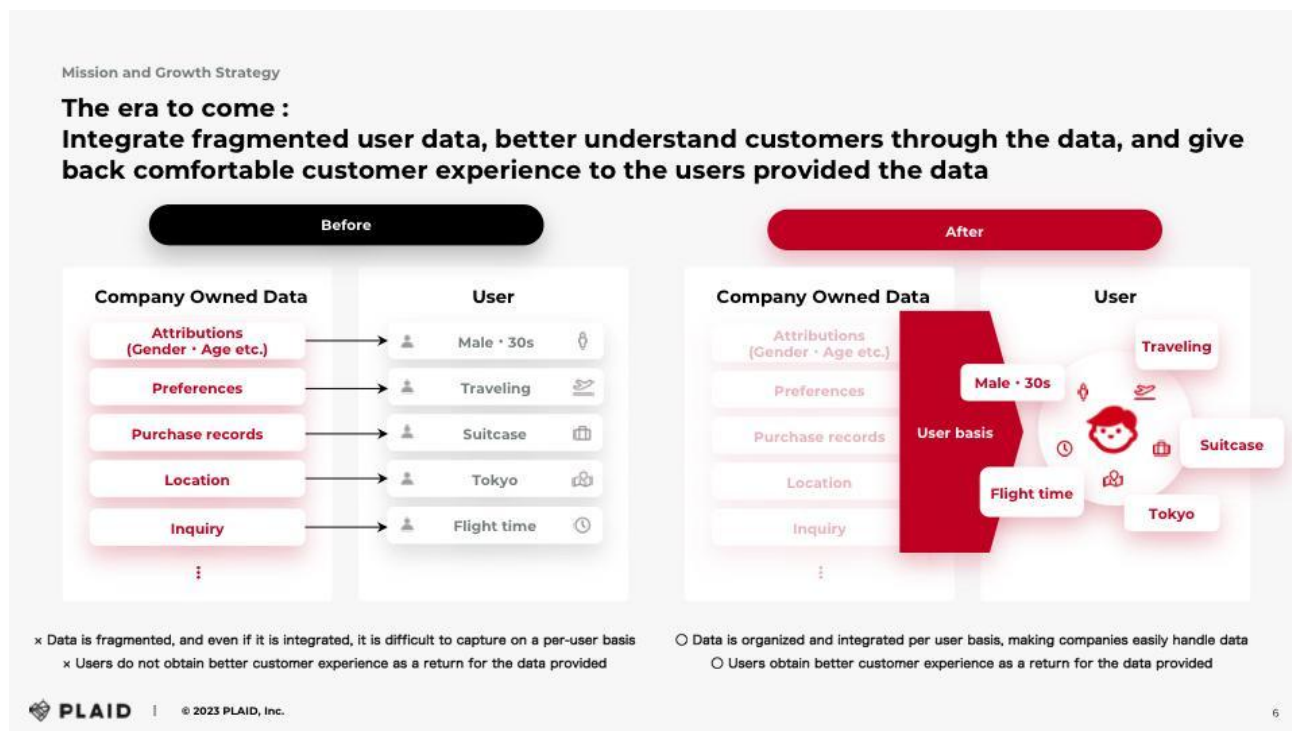 Mission and Growth Strategy
The era to come :
Integrate fragmented user data, better understand customers through the data, and give
back comfortable customer experience to the users provided the data
Before
Company Owned Data
User
Attributions
(Gender・Age etc.)
Male・30s
Preferences
Traveling
Purchase records
Suitcase
Location
Tokyo
Inquiry
Flight time
× Data is fragmented, and even if it is integrated, it is difficult to capture on a per-user basis
× Users do not obtain better customer experience as a return for the data provided
After
Company Owned Data
User
Attributions
(Gender・Age etc.)
Preferences
Purchase records
Location
Inquiry
User basis
Traveling
Male・30s
Suitcase
Flight time
Tokyo
〇 Data is organized and integrated per user basis, making companies easily handle data
〇 Users obtain better customer experience as a return for the data provided
PLAID
© 2023 PLAID, Inc.
6